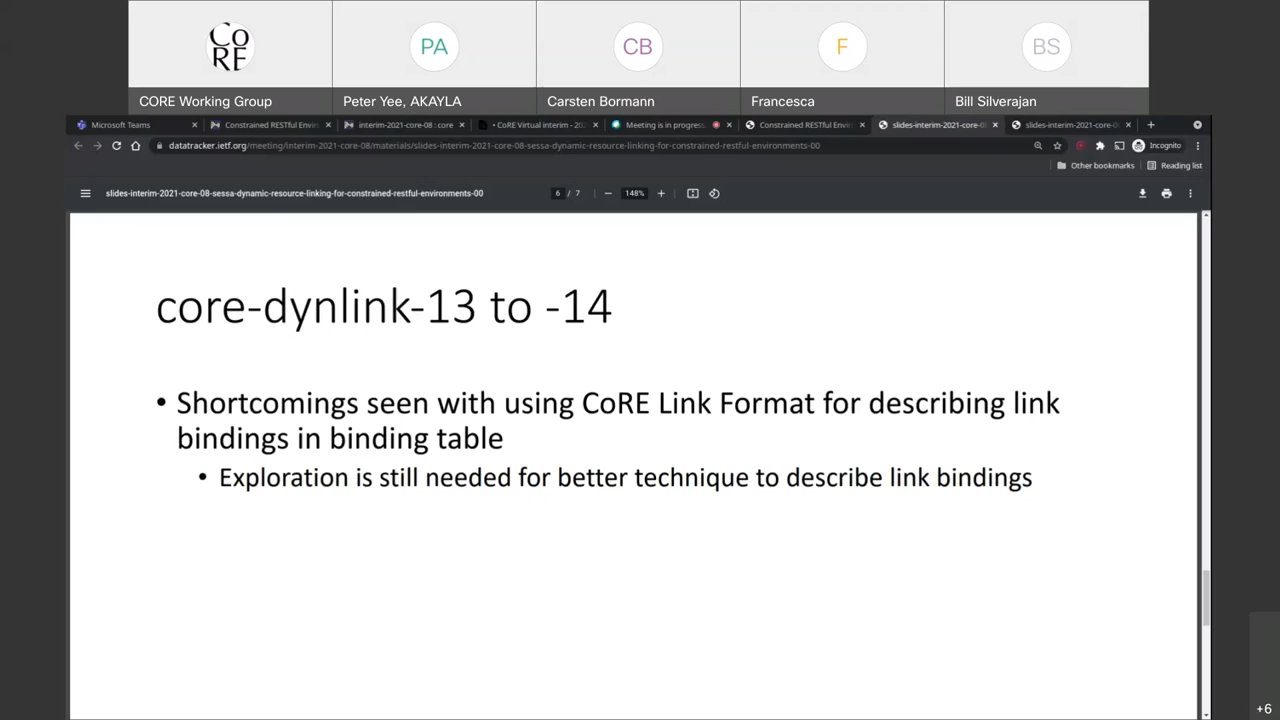 CO
RE
PA
CB
F
BS
CORE Working Group
Peter Yee, AKAYLA
Carsten Bormann
Francesca
Bill Silverajan
Microsoft Teams
Constrained RESTful Envir
interim-2021-core-08 : core
• CoRE Virtual interim - 202
Meeting is in progress
Constrained RESTful Envir
slides-interim-2021-core-0
slides-interim-2021-core-0
datatracker.ietf.org/meeting/interim-2021-core-08/materials/slides-interim-2021-core-08-sessa-dynamic-resource-linking-for-constrained-restful-environments-00
Incognito
Other bookmarks
Reading list
slides-interim-2021-core-08-sessa-dynamic-resource-linking-for-constrained-restful-environments-00
6 / 7
148%
core-dynlink-13 to -14
• Shortcomings seen with using CoRE Link Format for describing link
bindings in binding table
• Exploration is still needed for better technique to describe link bindings
+6